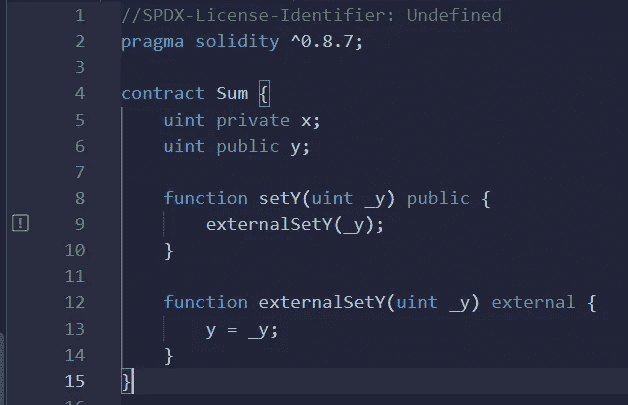 1 //SPDX-License-Identifier: Undefined
2 pragma solidity ^0.8.7;
3
4 contract Sum {
5     uint private x;
6     uint public y;
7
8     function setY(uint _y) public {
9         externalSetY(_y);
10     }
11
12     function externalSetY(uint _y) external {
13         y = _y;
14     }
15 }